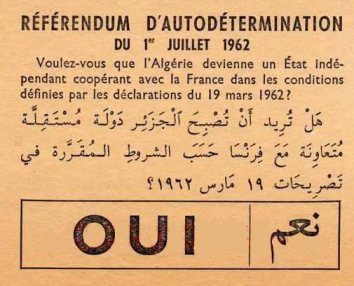 RÉFÉRENDUM D'AUTODÉTERMINATION
DU 1er JUILLET 1962
Voulez-vous que l'Algérie devienne un État indé-
pendant coopérant avec la France dans les conditions
définies par les déclarations du 19 mars 1962?
هَلْ تُرِيد أَنْ تُصْبِحَ الْجَزَئِر دَوْلَة مُسْتَقِلَّة
مُتَعَاوِنَة مَعَ فِرَنْسَا حَسَبَ الشروط المُقَرَّرة في
تَصْرِيحَات ١٩ مَارس ١٩٦٢؟
OUI نعم